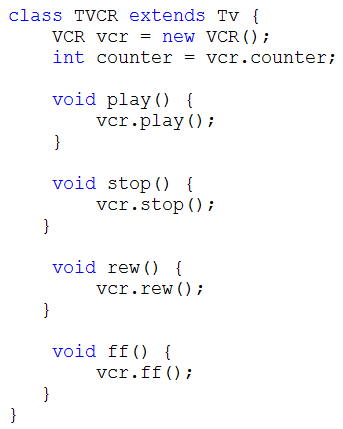 class TVCR extends Tv {
    VCR vcr = new VCR();
    int counter = vcr.counter;

    void play() {
        vcr.play();
    }

    void stop() {
        vcr.stop();
   }

    void rew() {
        vcr.rew();
   }

    void ff() {
        vcr.ff();
   }
}